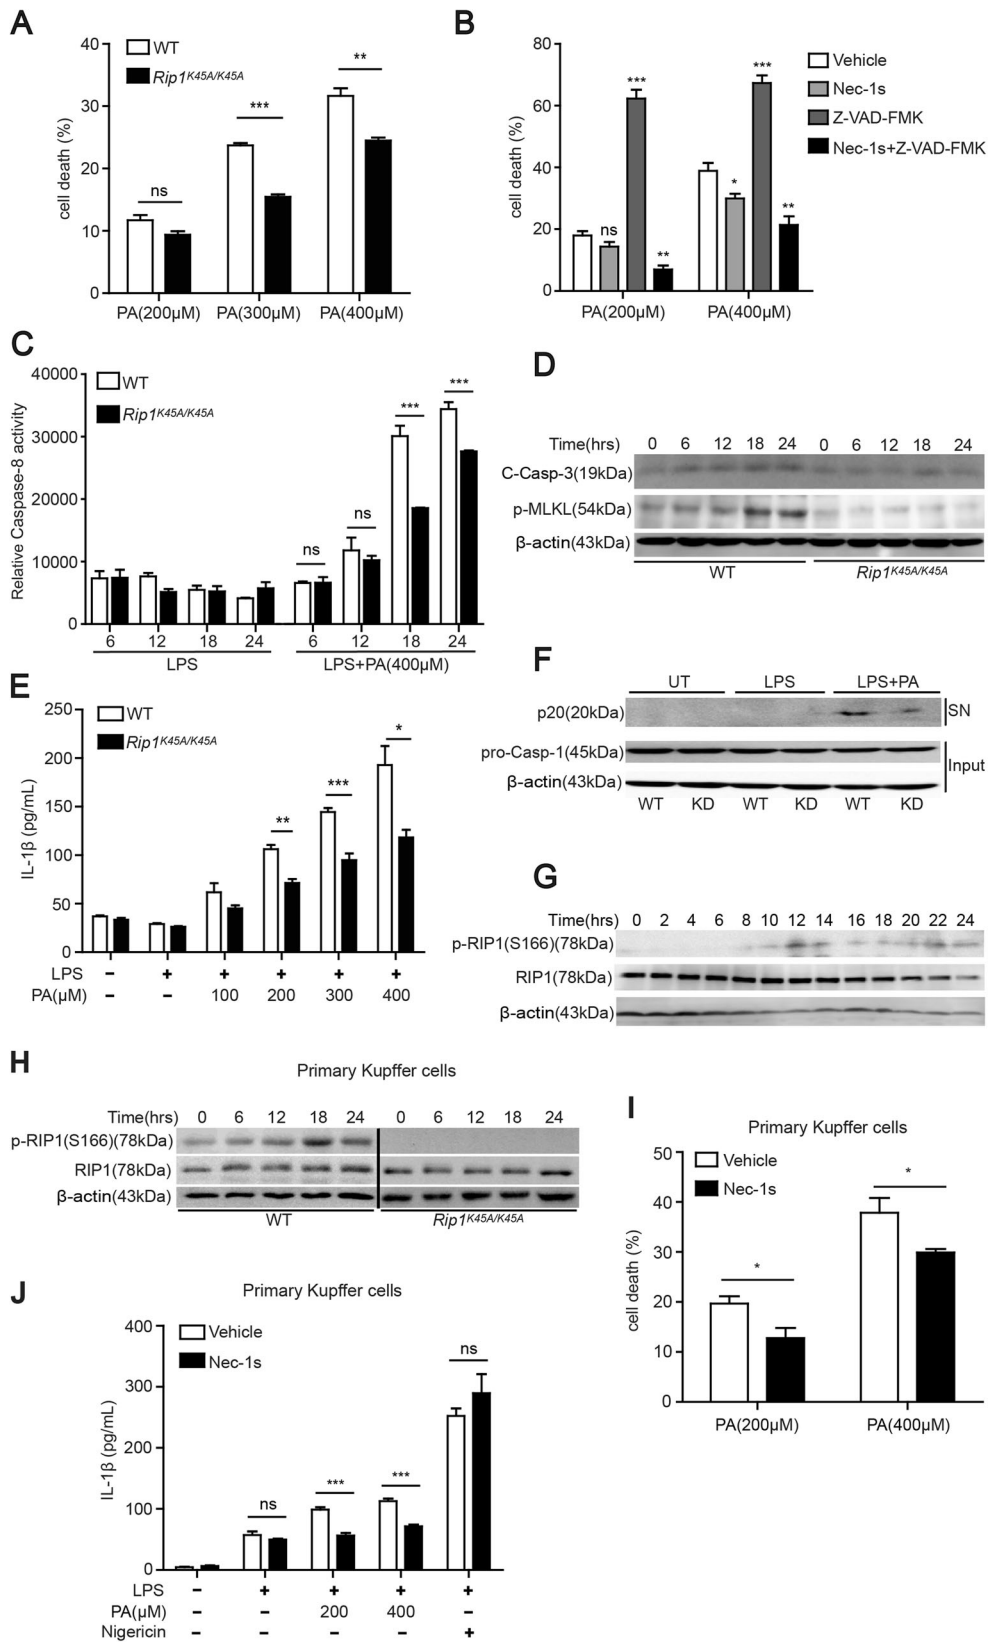 A
WT
Rip1K45A/K45A
cell death (%)
40
30
20
10
0
ns
***
**
PA(200μM) PA(300μM) PA(400μM)
B
Vehicle
Nec-1s
Z-VAD-FMK
Nec-1s+Z-VAD-FMK
cell death (%)
80
60
40
20
0
ns *** ** * *** **
PA(200μM) PA(400μM)
C
WT
Rip1K45A/K45A
Relative Caspase-8 activity
40000
30000
20000
10000
0
ns ns *** ***
6 12 18 24 6 12 18 24
LPS LPS+PA(400μM)
D
Time(hrs) 0 6 12 18 24 0 6 12 18 24
C-Casp-3(19kDa)
p-MLKL(54kDa)
β-actin(43kDa)
WT Rip1K45A/K45A
E
WT
Rip1K45A/K45A
IL-1β (pg/mL)
250
200
150
100
50
0
** *** *
LPS – + + + + +
PA(μM) – – 100 200 300 400
F
UT LPS LPS+PA
p20(20kDa) SN
pro-Casp-1(45kDa)
Input
β-actin(43kDa)
WT KD WT KD WT KD
G
Time(hrs) 0 2 4 6 8 10 12 14 16 18 20 22 24
p-RIP1(S166)(78kDa)
RIP1(78kDa)
β-actin(43kDa)
H
Primary Kupffer cells
Time(hrs) 0 6 12 18 24 0 6 12 18 24
p-RIP1(S166)(78kDa)
RIP1(78kDa)
β-actin(43kDa)
WT Rip1K45A/K45A
I
Primary Kupffer cells
Vehicle
Nec-1s
cell death (%)
50
40
30
20
10
0
* *
PA(200μM) PA(400μM)
J
Primary Kupffer cells
Vehicle
Nec-1s
IL-1β (pg/mL)
400
300
200
100
0
ns *** *** ns
LPS – + + + +
PA(μM) – – 200 400 –
Nigericin – – – – +